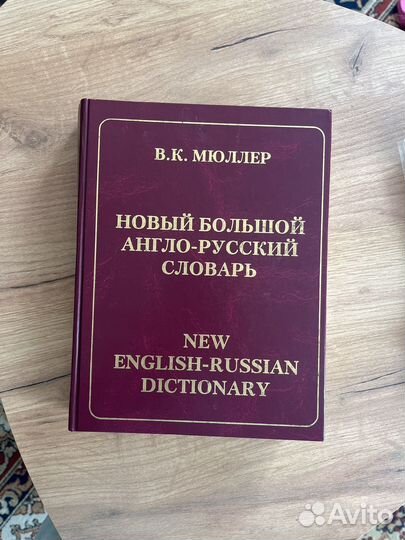 В.К. МЮЛЛЕР
НОВЫЙ БОЛЬШОЙ
АНГЛО-РУССКИЙ
СЛОВАРЬ
NEW
ENGLISH-RUSSIAN
DICTIONARY
Avito